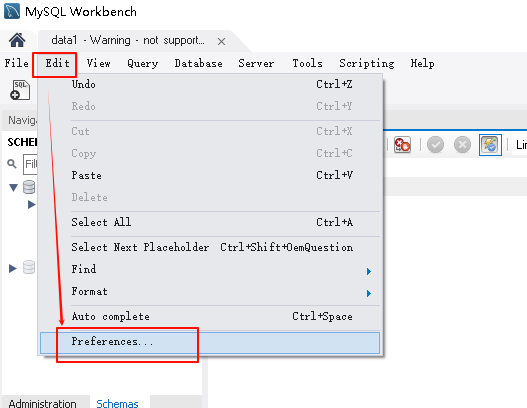 MySQL Workbench
data1 - Warning - not support...
File Edit View Query Database Server Tools Scripting Help
Undo Ctrl+Z
Redo Ctrl+Y
Cut Ctrl+X
Copy Ctrl+C
Paste Ctrl+V
Delete
Select All Ctrl+A
Select Next Placeholder Ctrl+Shift+OemQuestion
Find
Format
Auto complete Ctrl+Space
Preferences...
SQL
Naviga
SCHE
Filt
Lin
Administration Schemas